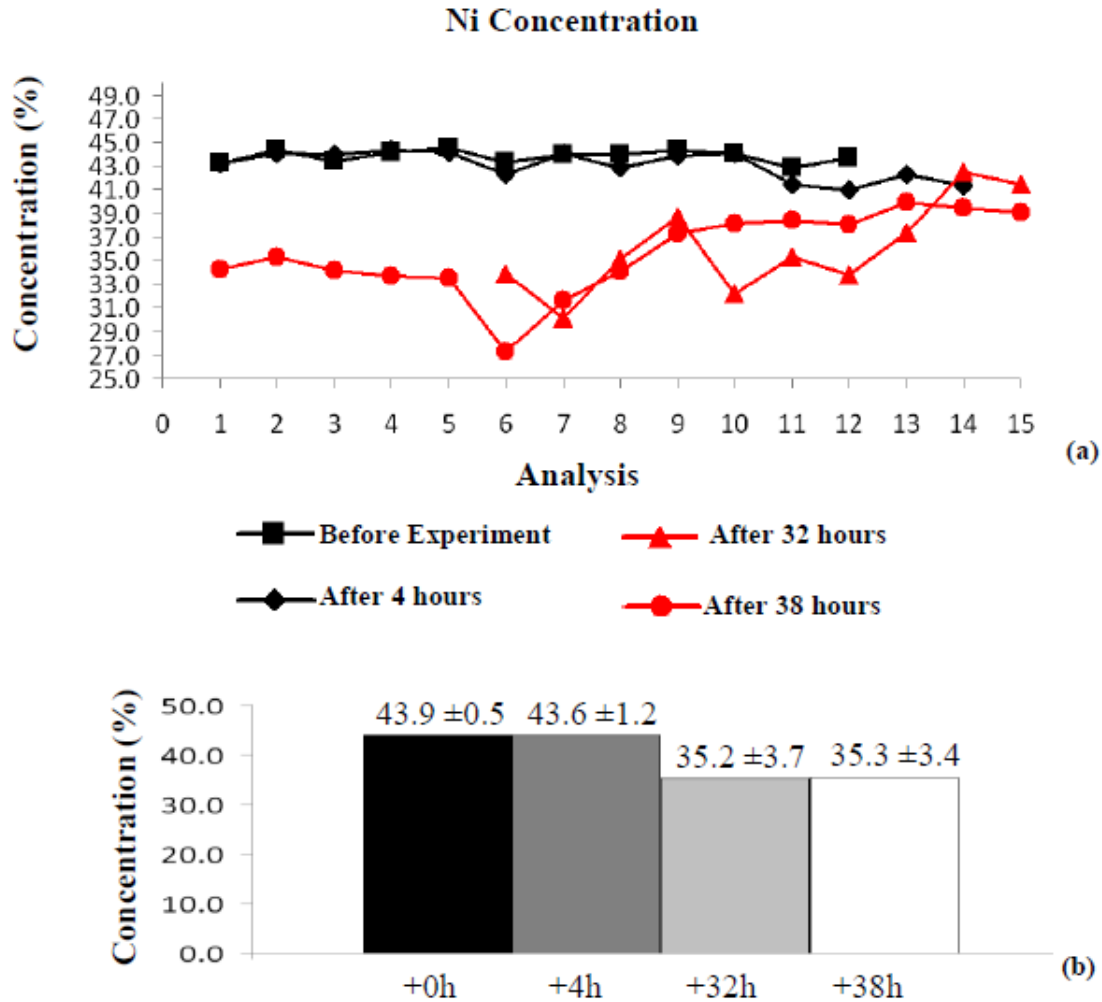 Ni Concentration
Concentration (%)
49.0
47.0
45.0
43.0
41.0
39.0
37.0
35.0
33.0
31.0
29.0
27.0
25.0
0 1 2 3 4 5 6 7 8 9 10 11 12 13 14 15
(a)
Analysis
Before Experiment
After 32 hours
After 4 hours
After 38 hours
Concentration (%)
50.0
40.0
30.0
20.0
10.0
0.0
43.9 ±0.5 43.6 ±1.2
35.2 ±3.7 35.3 ±3.4
+0h +4h +32h +38h
(b)